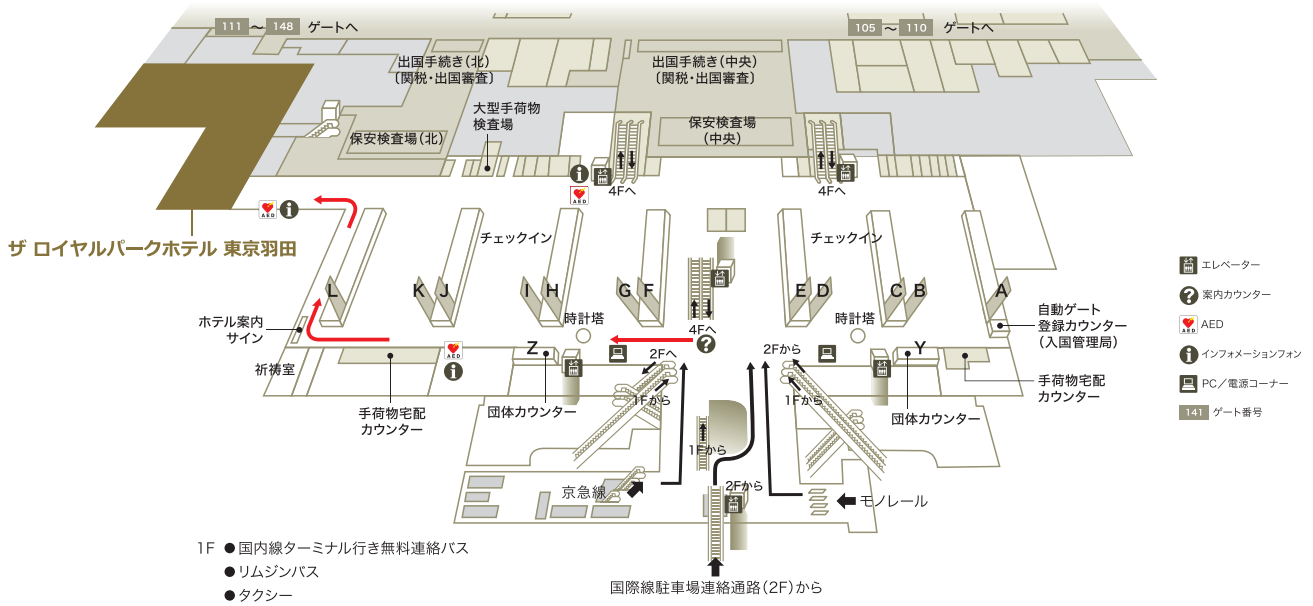 111 ～ 148 ゲートへ
105 ～ 110 ゲートへ
出国手続き（北）
〔関税・出国審査〕
出国手続き（中央）
〔関税・出国審査〕
大型手荷物
検査場
保安検査場（北）
保安検査場
（中央）
4Fへ
4Fへ
AED
AED
ザ ロイヤルパークホテル 東京羽田
チェックイン
チェックイン
L
K
J
I
H
G
F
E
D
C
B
A
エレベーター
案内カウンター
AED
AED
インフォメーションフォン
PC／電源コーナー
141 ゲート番号
ホテル案内
サイン
時計塔
4Fへ
時計塔
自動ゲート
登録カウンター
（入国管理局）
祈祷室
AED
Z
2Fへ
2Fから
Y
手荷物宅配
カウンター
団体カウンター
1Fから
1Fから
団体カウンター
手荷物宅配
カウンター
1Fから
2Fから
京急線
モノレール
1F ●国内線ターミナル行き無料連絡バス
●リムジンバス
●タクシー
国際線駐車場連絡通路（2F）から